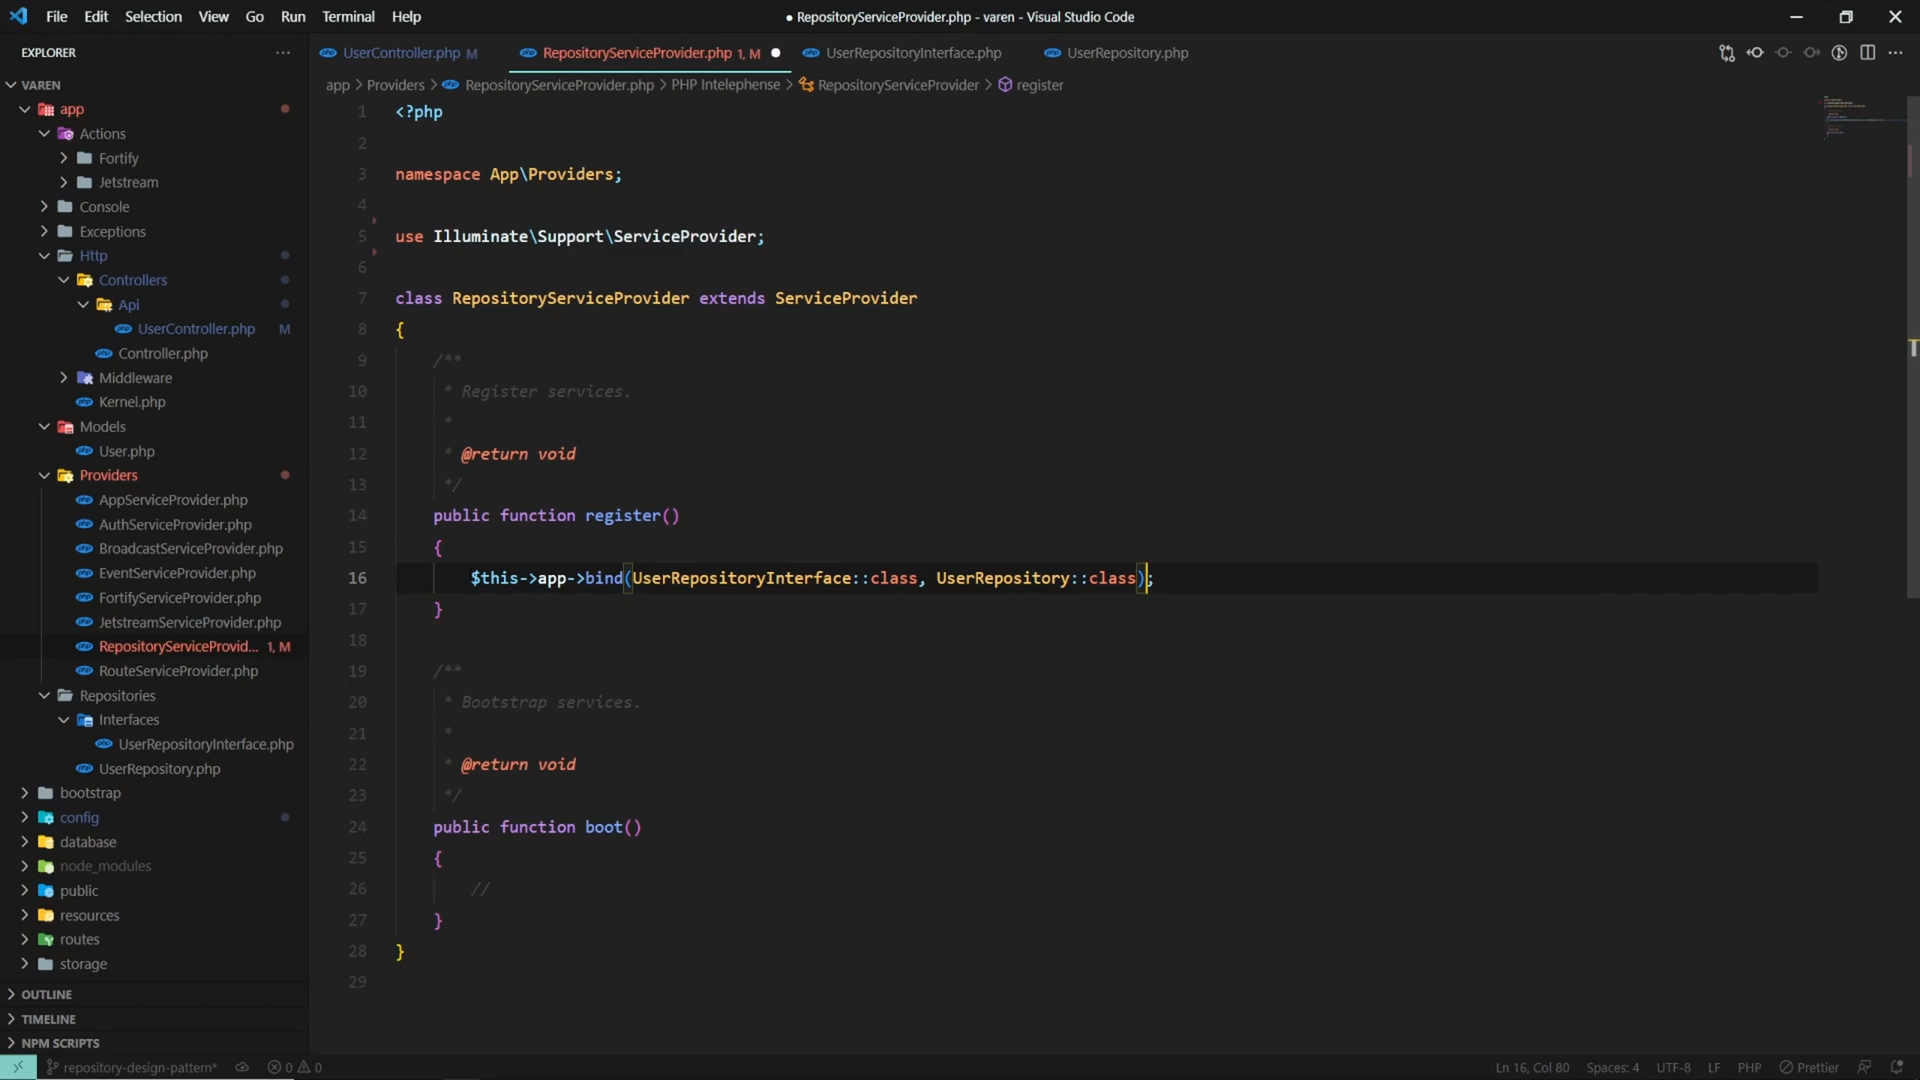 File Edit Selection View Go Run Terminal Help
● RepositoryServiceProvider.php - varen - Visual Studio Code
EXPLORER
VAREN
app
Actions
Fortify
Jetstream
Console
Exceptions
Http
Controllers
Api
UserController.php M
Controller.php
Middleware
Kernel.php
Models
User.php
Providers
AppServiceProvider.php
AuthServiceProvider.php
BroadcastServiceProvider.php
EventServiceProvider.php
FortifyServiceProvider.php
JetstreamServiceProvider.php
RepositoryServiceProvid... 1, M
RouteServiceProvider.php
Repositories
Interfaces
UserRepositoryInterface.php
UserRepository.php
bootstrap
config
database
node_modules
public
resources
routes
storage
OUTLINE
TIMELINE
NPM SCRIPTS
UserController.php M RepositoryServiceProvider.php 1, M ● UserRepositoryInterface.php UserRepository.php
app > Providers > RepositoryServiceProvider.php > PHP Intelephense > RepositoryServiceProvider > register
1 <?php
2
3 namespace App\Providers;
4
5 use Illuminate\Support\ServiceProvider;
6
7 class RepositoryServiceProvider extends ServiceProvider
8 {
9 /**
10 * Register services.
11 *
12 * @return void
13 */
14 public function register()
15 {
16 $this->app->bind(UserRepositoryInterface::class, UserRepository::class);
17 }
18
19 /**
20 * Bootstrap services.
21 *
22 * @return void
23 */
24 public function boot()
25 {
26 //
27 }
28 }
29
repository-design-pattern* 0 0 Ln 16, Col 80 Spaces: 4 UTF-8 LF PHP Prettier